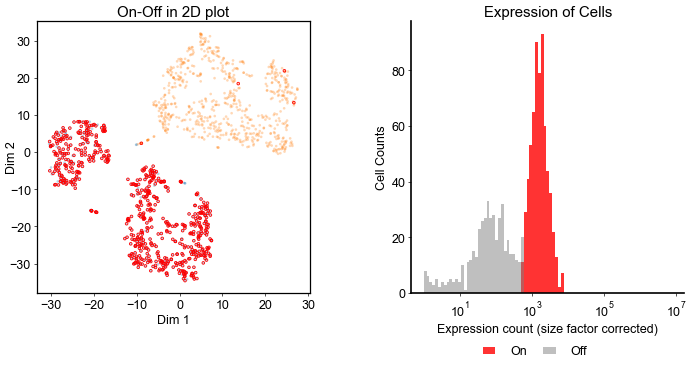 On-Off in 2D plot
Dim 2
30
20
10
0
−10
−20
−30
−30 −20 −10 0 10 20 30
Dim 1
Expression of Cells
Cell Counts
80
60
40
20
0
10^1 10^3 10^5 10^7
Expression count (size factor corrected)
On Off